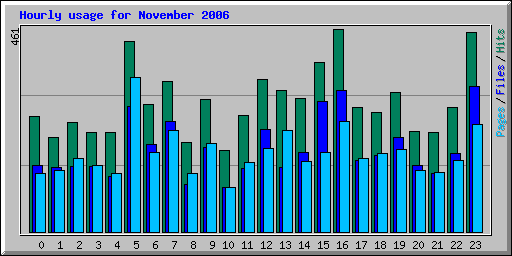 Hourly usage for November 2006
461
Pages / Files / Hits
0 1 2 3 4 5 6 7 8 9 10 11 12 13 14 15 16 17 18 19 20 21 22 23